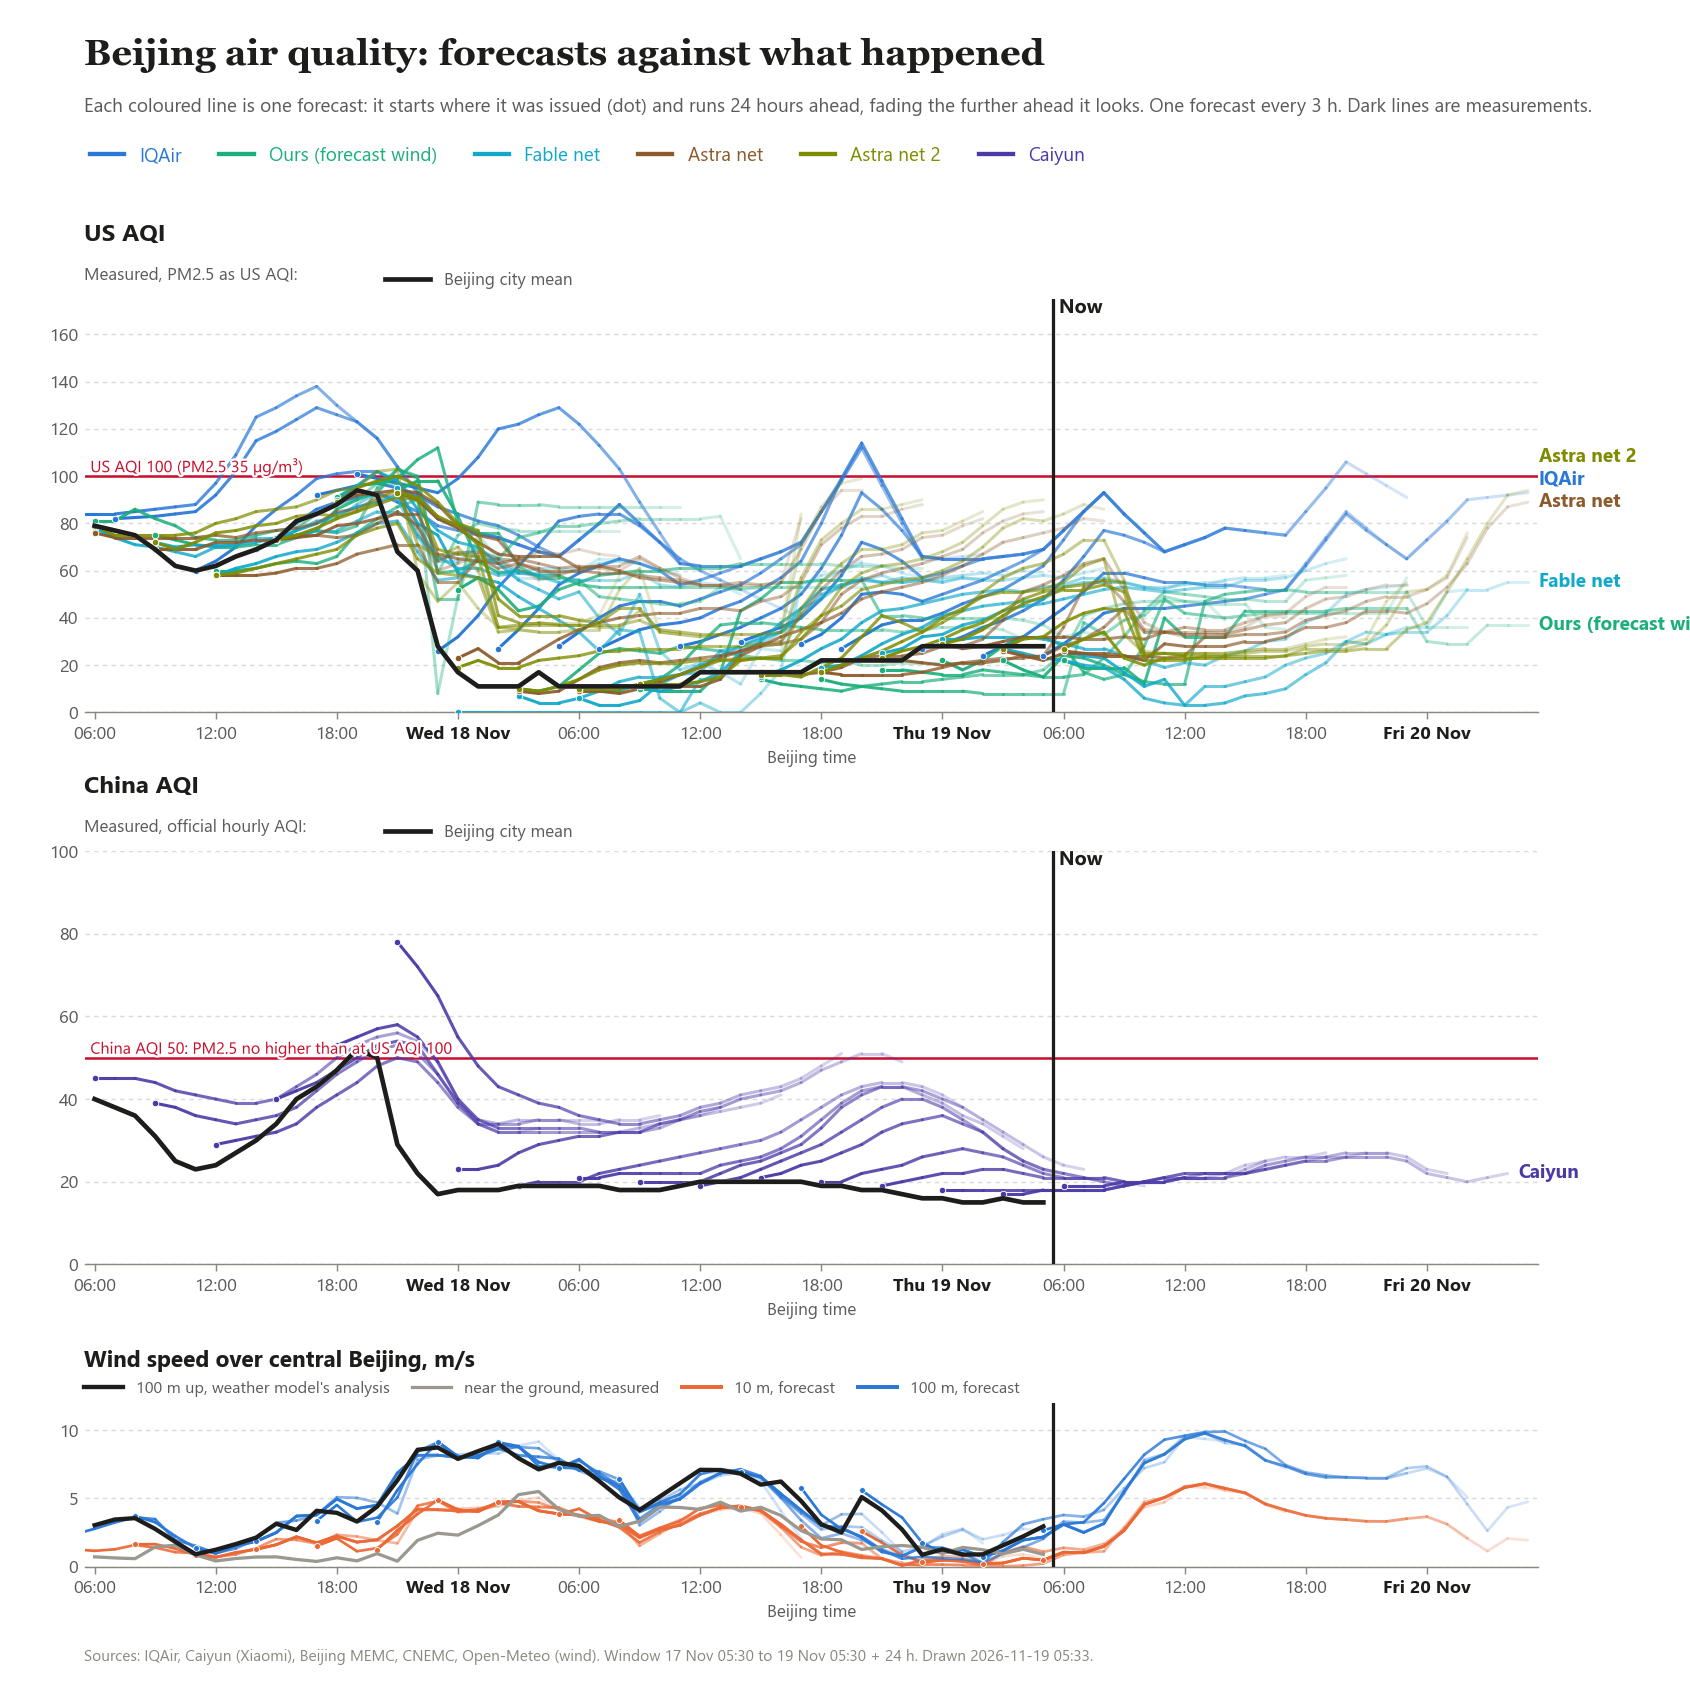 Beijing air quality: forecasts against what happened
Each coloured line is one forecast: it starts where it was issued (dot) and runs 24 hours ahead, fading the further ahead it looks. One forecast every 3 h. Dark lines are measurements.
IQAir Ours (forecast wind) Fable net Astra net Astra net 2 Caiyun
US AQI
Measured, PM2.5 as US AQI: Beijing city mean
Now
160
140
120
100
80
60
40
20
0
US AQI 100 (PM2.5 35 µg/m³)
Astra net 2
IQAir
Astra net
Fable net
Ours (forecast wi
06:00 12:00 18:00 Wed 18 Nov 06:00 12:00 18:00 Thu 19 Nov 06:00 12:00 18:00 Fri 20 Nov
Beijing time
China AQI
Measured, official hourly AQI: Beijing city mean
Now
100
80
60
40
20
0
China AQI 50: PM2.5 no higher than at US AQI 100
Caiyun
06:00 12:00 18:00 Wed 18 Nov 06:00 12:00 18:00 Thu 19 Nov 06:00 12:00 18:00 Fri 20 Nov
Beijing time
Wind speed over central Beijing, m/s
100 m up, weather model's analysis near the ground, measured 10 m, forecast 100 m, forecast
10
5
0
06:00 12:00 18:00 Wed 18 Nov 06:00 12:00 18:00 Thu 19 Nov 06:00 12:00 18:00 Fri 20 Nov
Beijing time
Sources: IQAir, Caiyun (Xiaomi), Beijing MEMC, CNEMC, Open-Meteo (wind). Window 17 Nov 05:30 to 19 Nov 05:30 + 24 h. Drawn 2026-11-19 05:33.